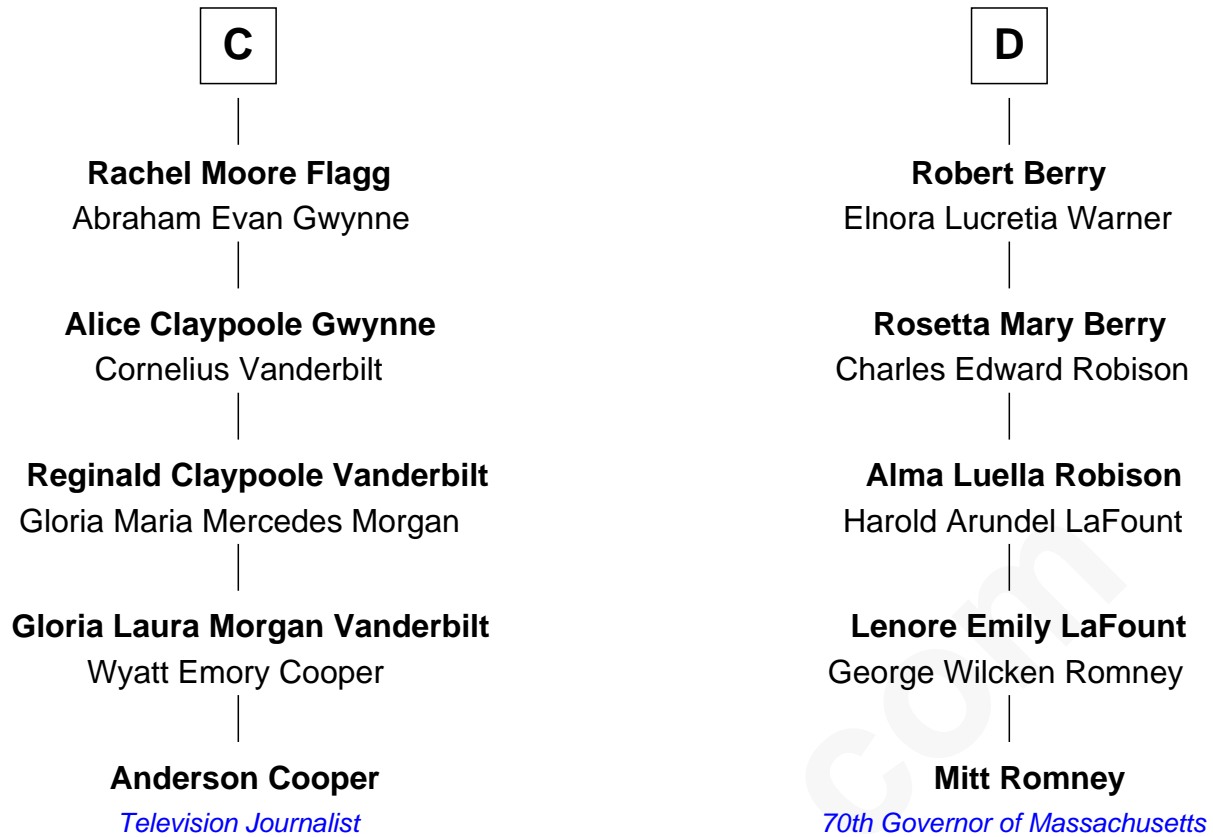 C
Rachel Moore Flagg
Abraham Evan Gwynne
Alice Claypoole Gwynne
Cornelius Vanderbilt
Reginald Claypoole Vanderbilt
Gloria Maria Mercedes Morgan
Gloria Laura Morgan Vanderbilt
Wyatt Emory Cooper
Anderson Cooper
Television Journalist
D
Robert Berry
Elnora Lucretia Warner
Rosetta Mary Berry
Charles Edward Robison
Alma Luella Robison
Harold Arundel LaFount
Lenore Emily LaFount
George Wilcken Romney
Mitt Romney
70th Governor of Massachusetts
com